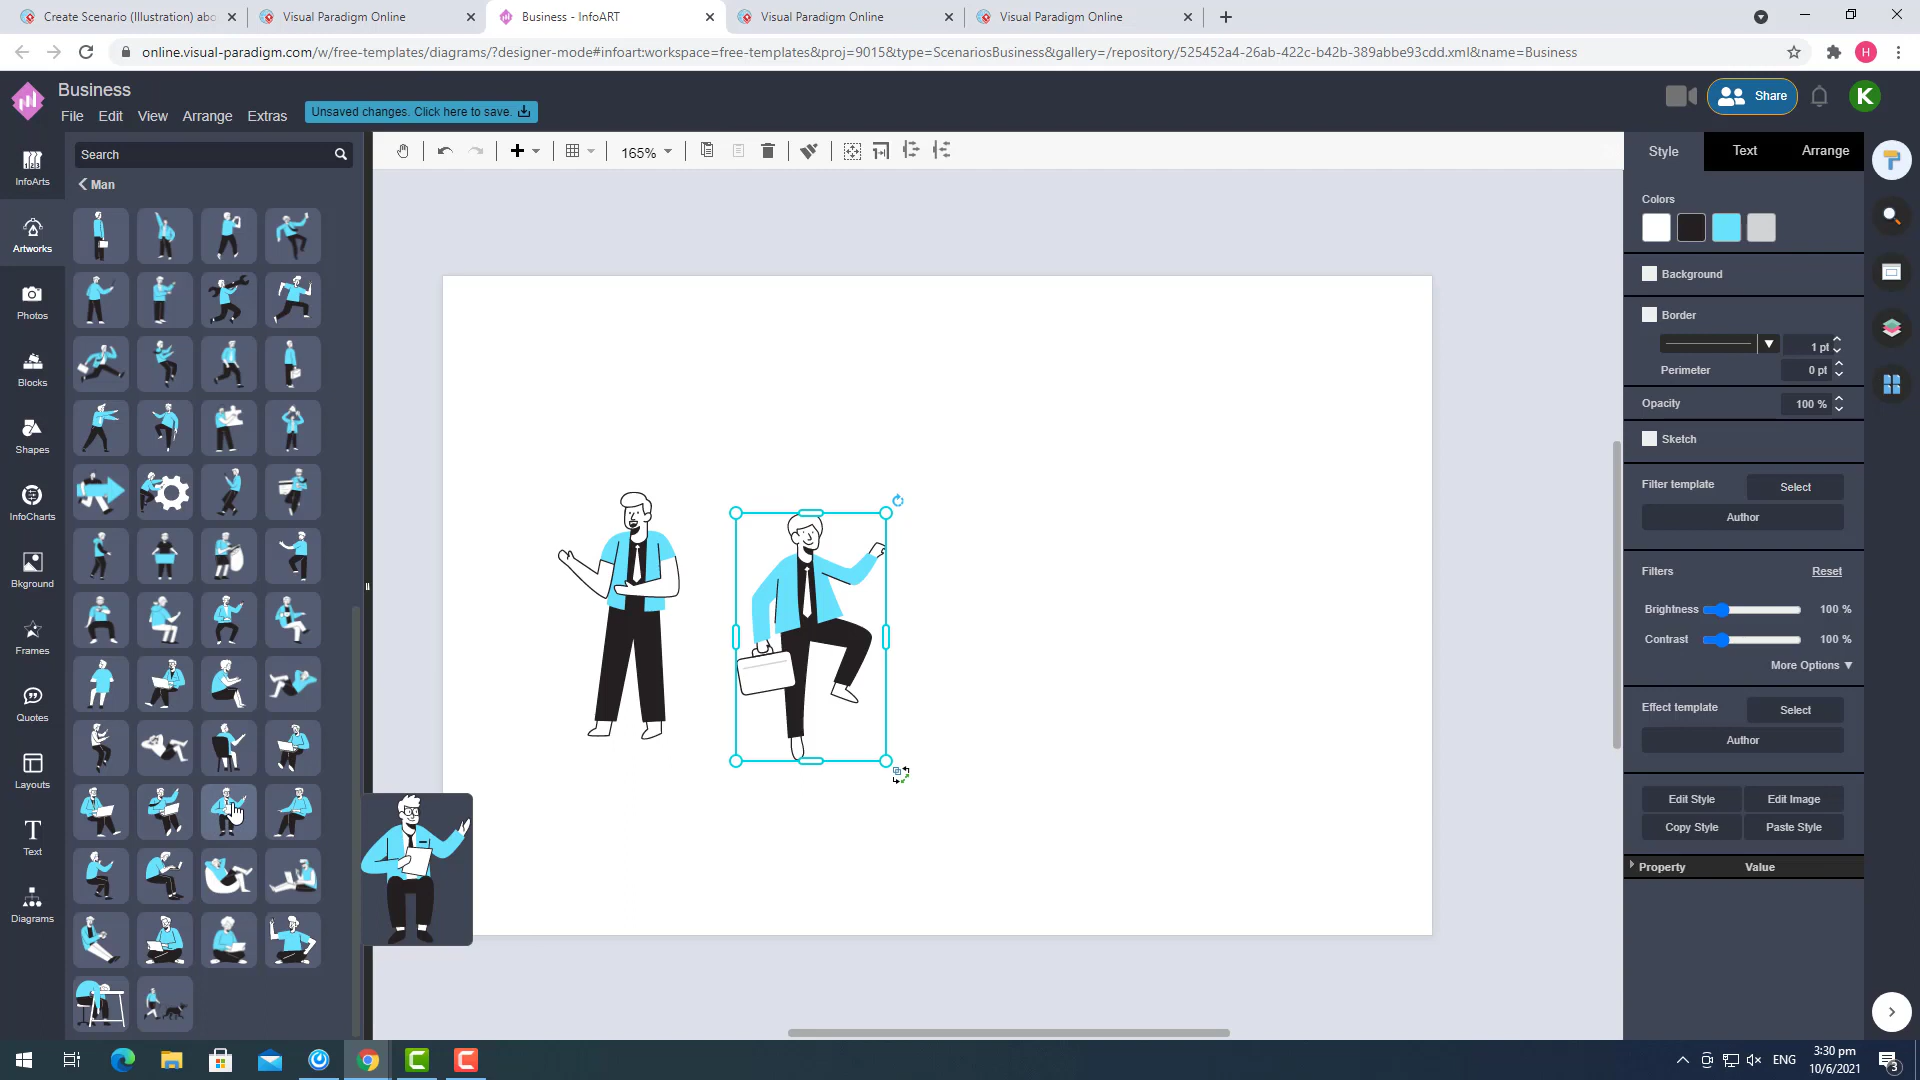 Create Scenario (Illustration) abo
Visual Paradigm Online
Business - InfoART
Visual Paradigm Online
Visual Paradigm Online
online.visual-paradigm.com/w/free-templates/diagrams/?designer-mode#infoart:workspace=free-templates&proj=9015&type=ScenariosBusiness&gallery=/repository/525452a4-26ab-422c-b42b-389abbe93cdd.xml&name=Business
H
Business
File Edit View Arrange Extras
Unsaved changes. Click here to save.
Share
K
Search
Man
InfoArts
Artworks
Photos
Blocks
Shapes
InfoCharts
Bkground
Frames
Quotes
Layouts
Text
Diagrams
165%
Style Text Arrange
Colors
Background
Border
1 pt
Perimeter 0 pt
Opacity 100 %
Sketch
Filter template Select
Author
Filters Reset
Brightness 100 %
Contrast 100 %
More Options ▼
Effect template Select
Author
Edit Style Edit Image
Copy Style Paste Style
Property Value
ENG
3:30 pm
10/6/2021
3